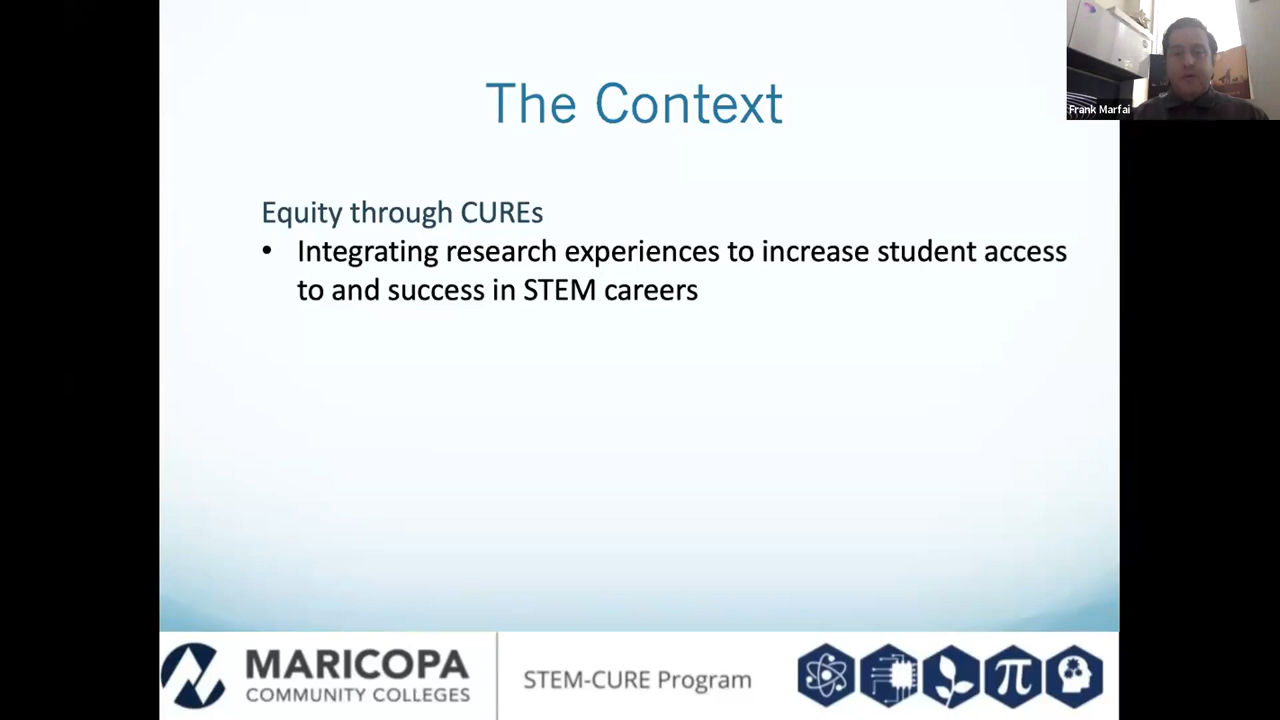 The Context
Frank Marfai
Equity through CUREs
• Integrating research experiences to increase student access
to and success in STEM careers
MARICOPA
COMMUNITY COLLEGES
STEM-CURE Program
π